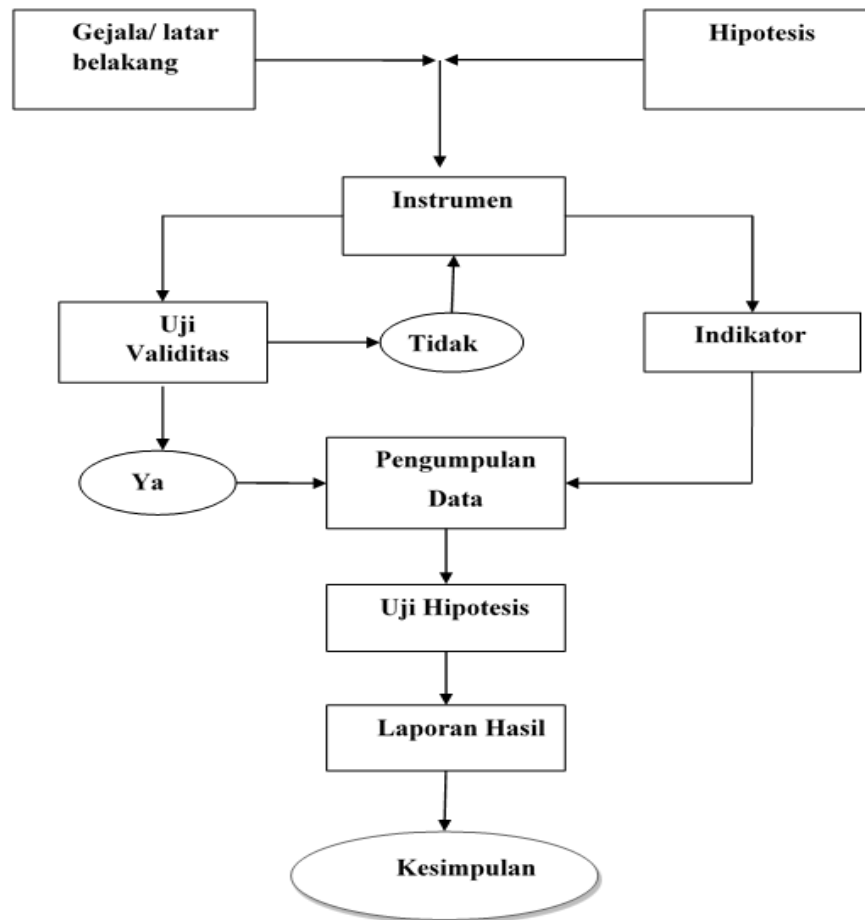 Gejala/ latar
belakang
Hipotesis
Instrumen
Uji
Validitas
Tidak
Indikator
Ya
Pengumpulan
Data
Uji Hipotesis
Laporan Hasil
Kesimpulan